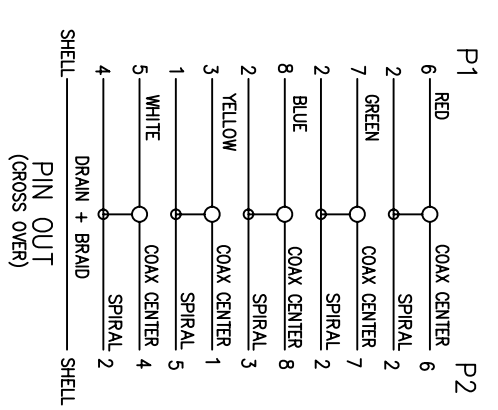 P1 P2
6 RED COAX CENTER 6
2 SPIRAL 2
7 GREEN COAX CENTER 7
2 SPIRAL 2
8 BLUE COAX CENTER 8
2 SPIRAL 3
3 YELLOW COAX CENTER 1
1 SPIRAL 5
5 WHITE COAX CENTER 4
4 SPIRAL 2
SHELL DRAIN + BRAID SHELL
PIN OUT
(CROSS OVER)